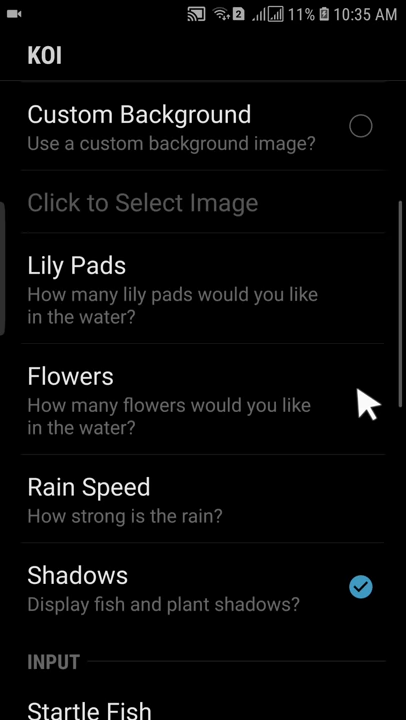 2 11% 10:35 AM
KOI
Custom Background
Use a custom background image?
Click to Select Image
Lily Pads
How many lily pads would you like
in the water?
Flowers
How many flowers would you like
in the water?
Rain Speed
How strong is the rain?
Shadows
Display fish and plant shadows?
INPUT
Startle Fish